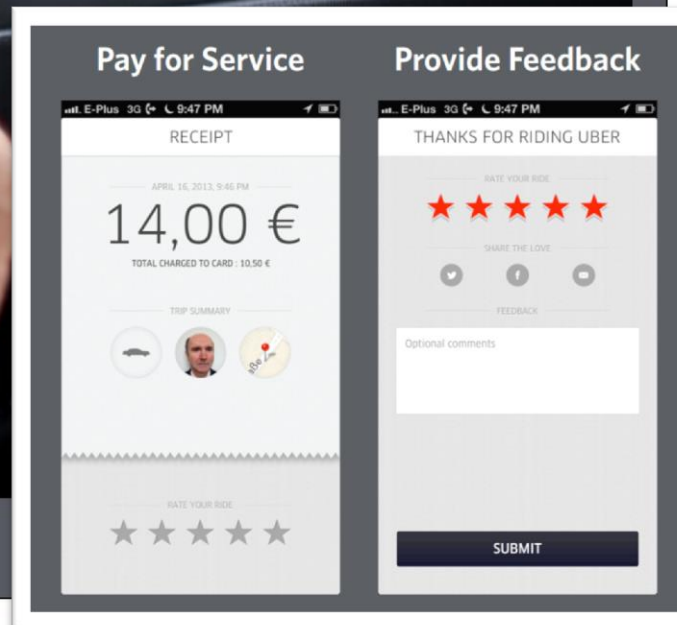 Pay for Service
E-Plus 3G 9:47 PM
RECEIPT
APRIL 16, 2013, 9:46 PM
14,00 €
TOTAL CHARGED TO CARD : 10,50 €
TRIP SUMMARY
RATE YOUR RIDE
Provide Feedback
E-Plus 3G 9:47 PM
THANKS FOR RIDING UBER
RATE YOUR RIDE
SHARE THE LOVE
FEEDBACK
Optional comments
SUBMIT